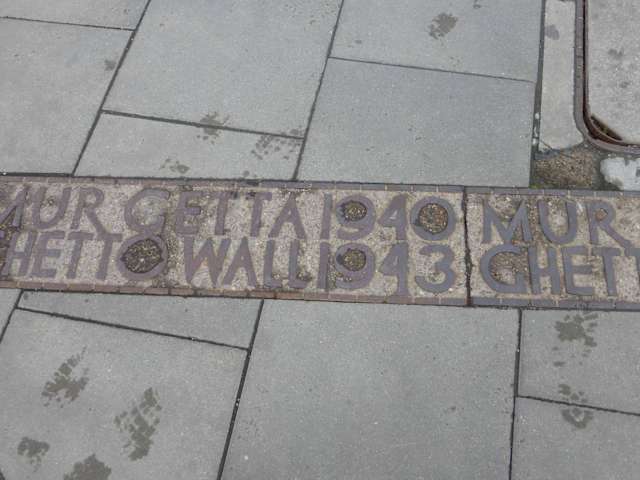 MUR GETTA 1940 MUR
GHETTO WALL 1943 GHETT